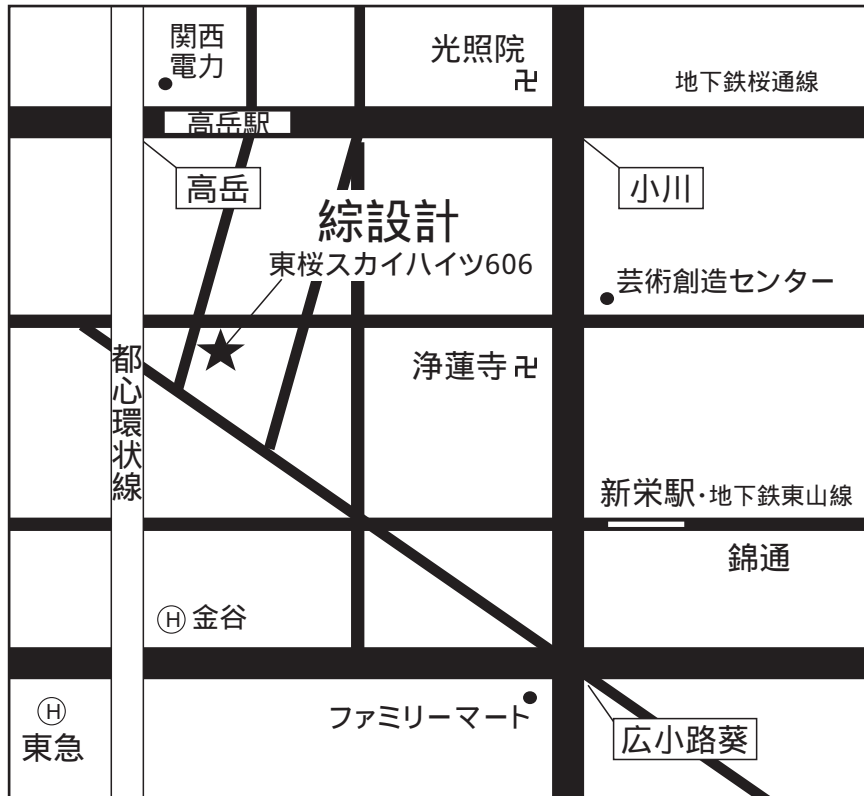 関西
電力
光照院
卍
地下鉄桜通線
高岳駅
高岳
小川
綜設計
東桜スカイハイツ606
芸術創造センター
都心環状線
浄蓮寺卍
新栄駅・地下鉄東山線
錦通
Ⓗ金谷
Ⓗ
東急
ファミリーマート
広小路葵